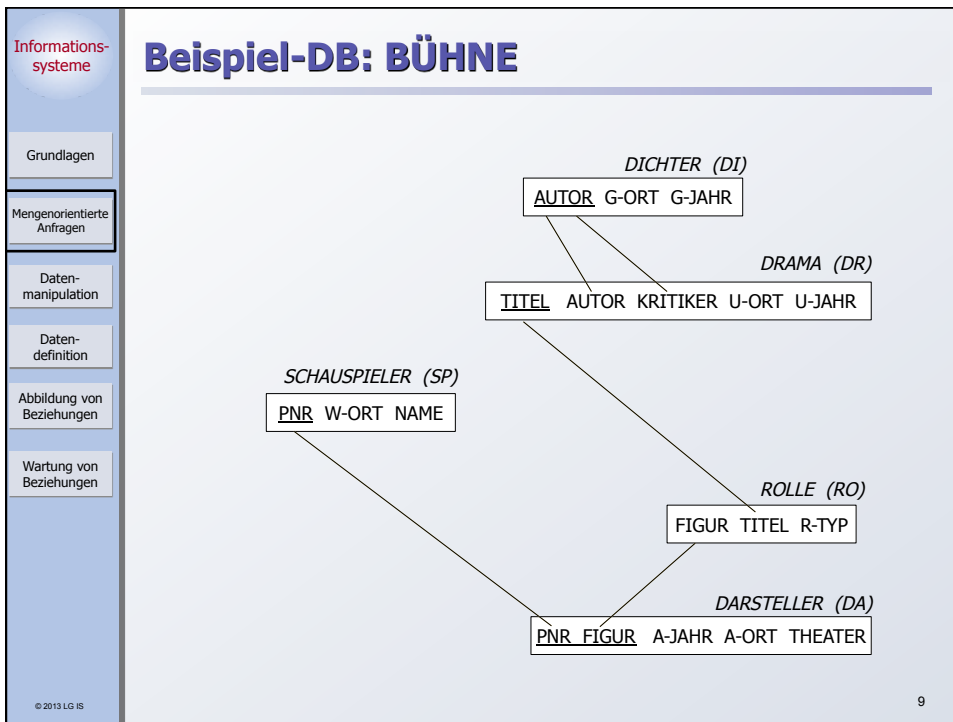 Informations-
systeme
Beispiel-DB: BÜHNE
Grundlagen
Mengenorientierte
Anfragen
Daten-
manipulation
Daten-
definition
Abbildung von
Beziehungen
Wartung von
Beziehungen
DICHTER (DI)
AUTOR G-ORT G-JAHR
DRAMA (DR)
TITEL AUTOR KRITIKER U-ORT U-JAHR
SCHAUSPIELER (SP)
PNR W-ORT NAME
ROLLE (RO)
FIGUR TITEL R-TYP
DARSTELLER (DA)
PNR FIGUR A-JAHR A-ORT THEATER
© 2013 LG IS
9